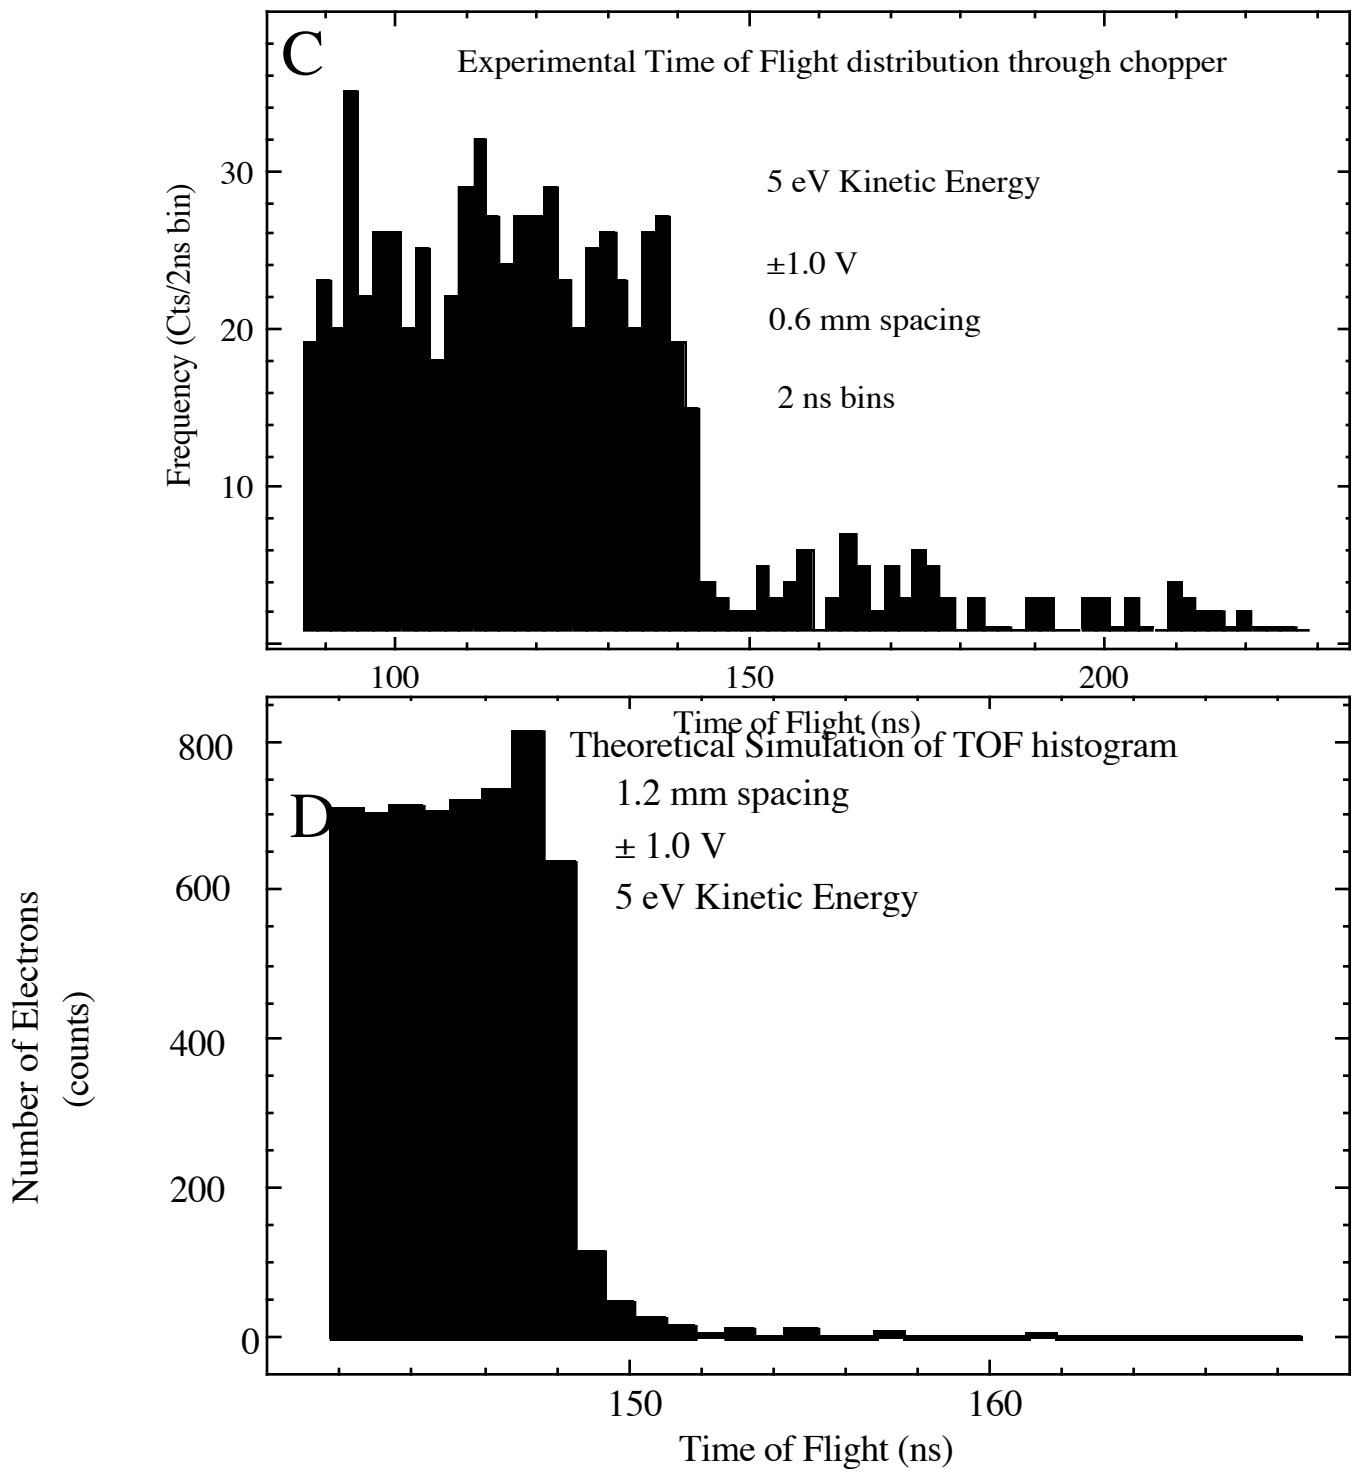 C
Experimental Time of Flight distribution through chopper
5 eV Kinetic Energy
±1.0 V
0.6 mm spacing
2 ns bins
Frequency (Cts/2ns bin)
30
20
10
100
150
200
Time of Flight (ns)
Theoretical Simulation of TOF histogram
D
1.2 mm spacing
± 1.0 V
5 eV Kinetic Energy
Number of Electrons
(counts)
800
600
400
200
0
150
160
Time of Flight (ns)